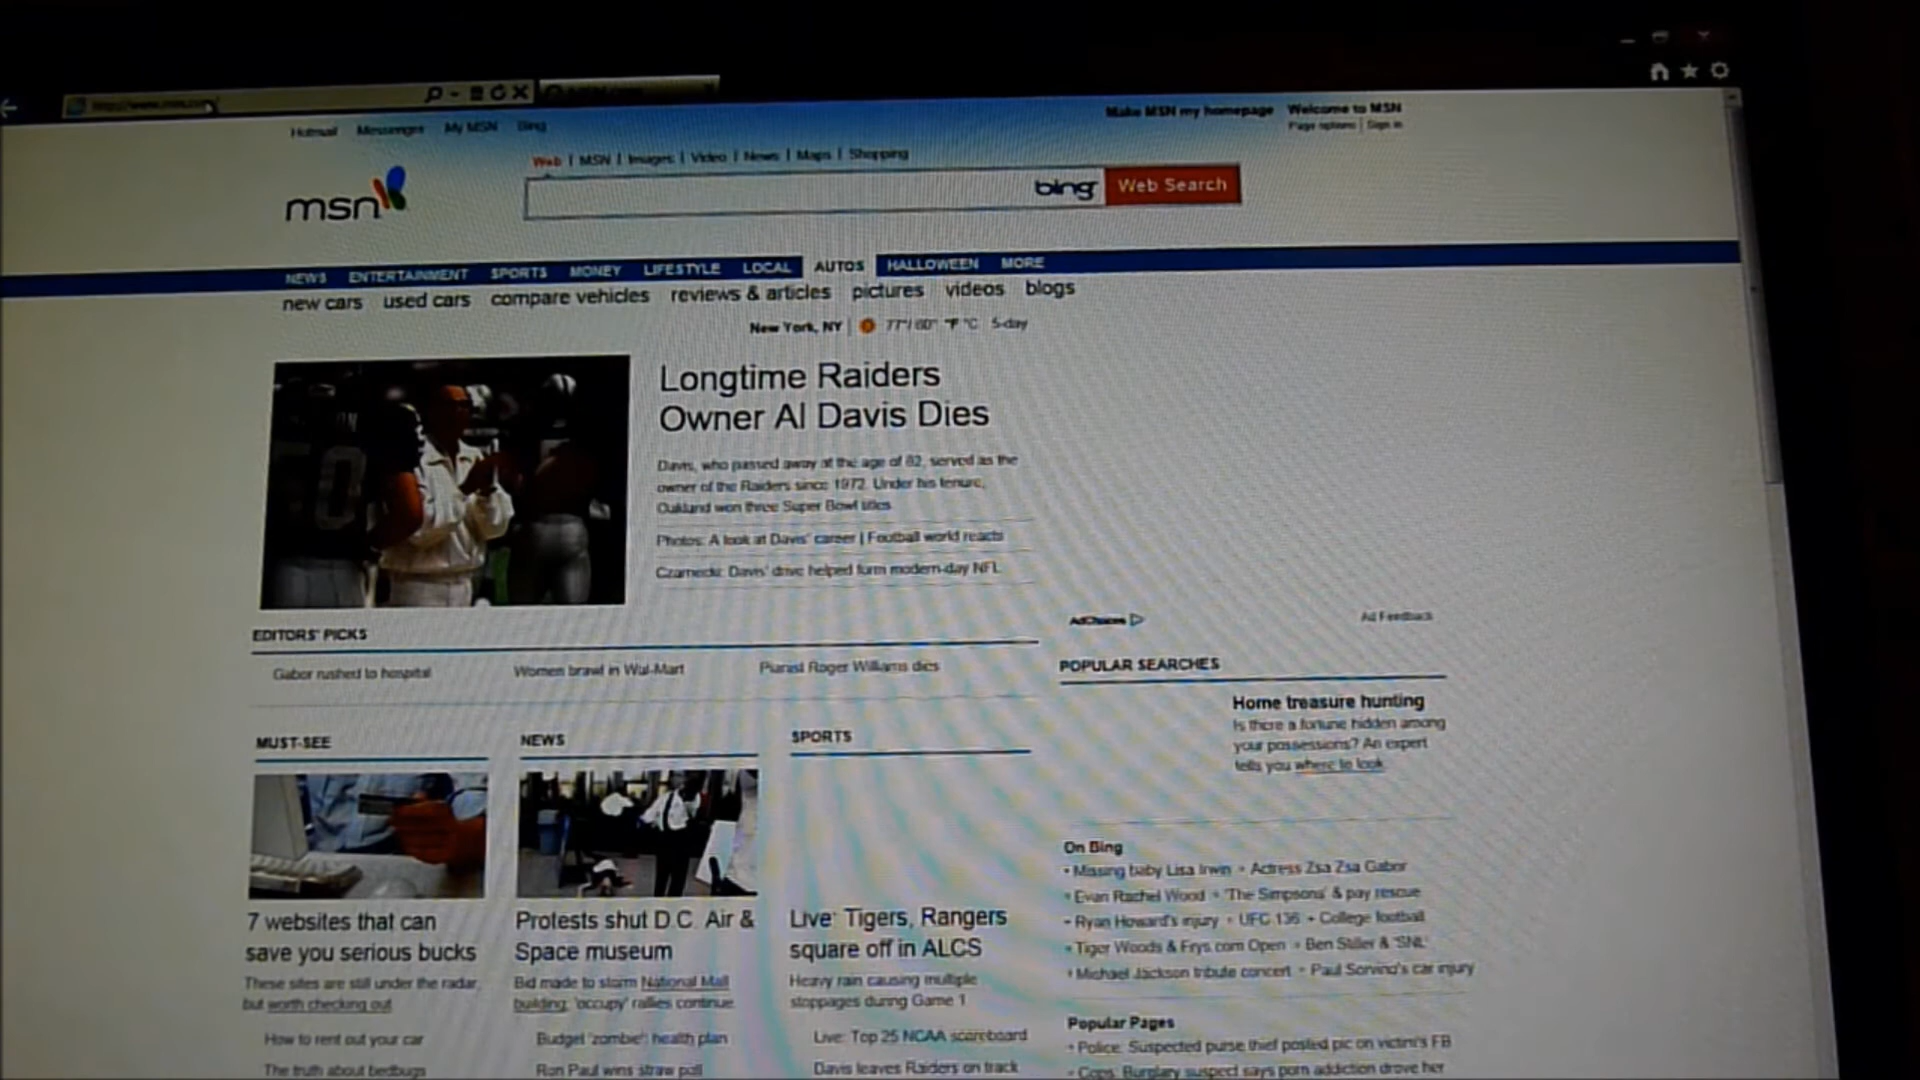 http://www.msn.com/
Hotmail Messenger My MSN Bing
Make MSN my homepage Welcome to MSN
Page options | Sign in
Web | MSN | Images | Video | News | Maps | Shopping
msn
bing Web Search
NEWS ENTERTAINMENT SPORTS MONEY LIFESTYLE LOCAL AUTOS HALLOWEEN MORE
new cars used cars compare vehicles reviews & articles pictures videos blogs
New York, NY | 77°/60° °F °C 5-day
Longtime Raiders
Owner Al Davis Dies
Davis, who passed away at the age of 82, served as the
owner of the Raiders since 1972. Under his tenure,
Oakland won three Super Bowl titles.
Photos: A look at Davis' career | Football world reacts
Czarnecki: Davis' drive helped form modern-day NFL
AdChoices
Ad Feedback
EDITORS' PICKS
Gabor rushed to hospital
Women brawl in Wal-Mart
Pianist Roger Williams dies
MUST-SEE
7 websites that can
save you serious bucks
These sites are still under the radar,
but worth checking out
How to rent out your car
The truth about bedbugs
NEWS
Protests shut D.C. Air &
Space museum
Bid made to storm National Mall
building; 'occupy' rallies continue
Budget 'zombie': health plan
Ron Paul wins straw poll
SPORTS
Live: Tigers, Rangers
square off in ALCS
Heavy rain causing multiple
stoppages during Game 1
Live: Top 25 NCAA scoreboard
Davis leaves Raiders on track
POPULAR SEARCHES
Home treasure hunting
Is there a fortune hidden among
your possessions? An expert
tells you where to look.
On Bing
• Missing baby Lisa Irwin • Actress Zsa Zsa Gabor
• Evan Rachel Wood • 'The Simpsons' & pay rescue
• Ryan Howard's injury • UFC 136 • College football
• Tiger Woods & Frys.com Open • Ben Stiller & 'SNL'
• Michael Jackson tribute concert • Paul Sorvino's car injury
Popular Pages
• Police: Suspected purse thief posted pic on victim's FB
• Cops: Burglary suspect says porn addiction drove her